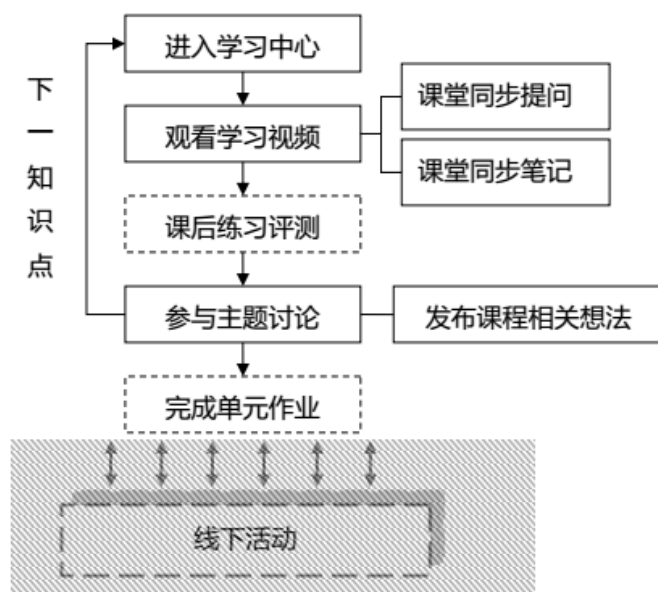 进入学习中心
下一知识点
观看学习视频
课堂同步提问
课堂同步笔记
课后练习评测
参与主题讨论
发布课程相关想法
完成单元作业
线下活动